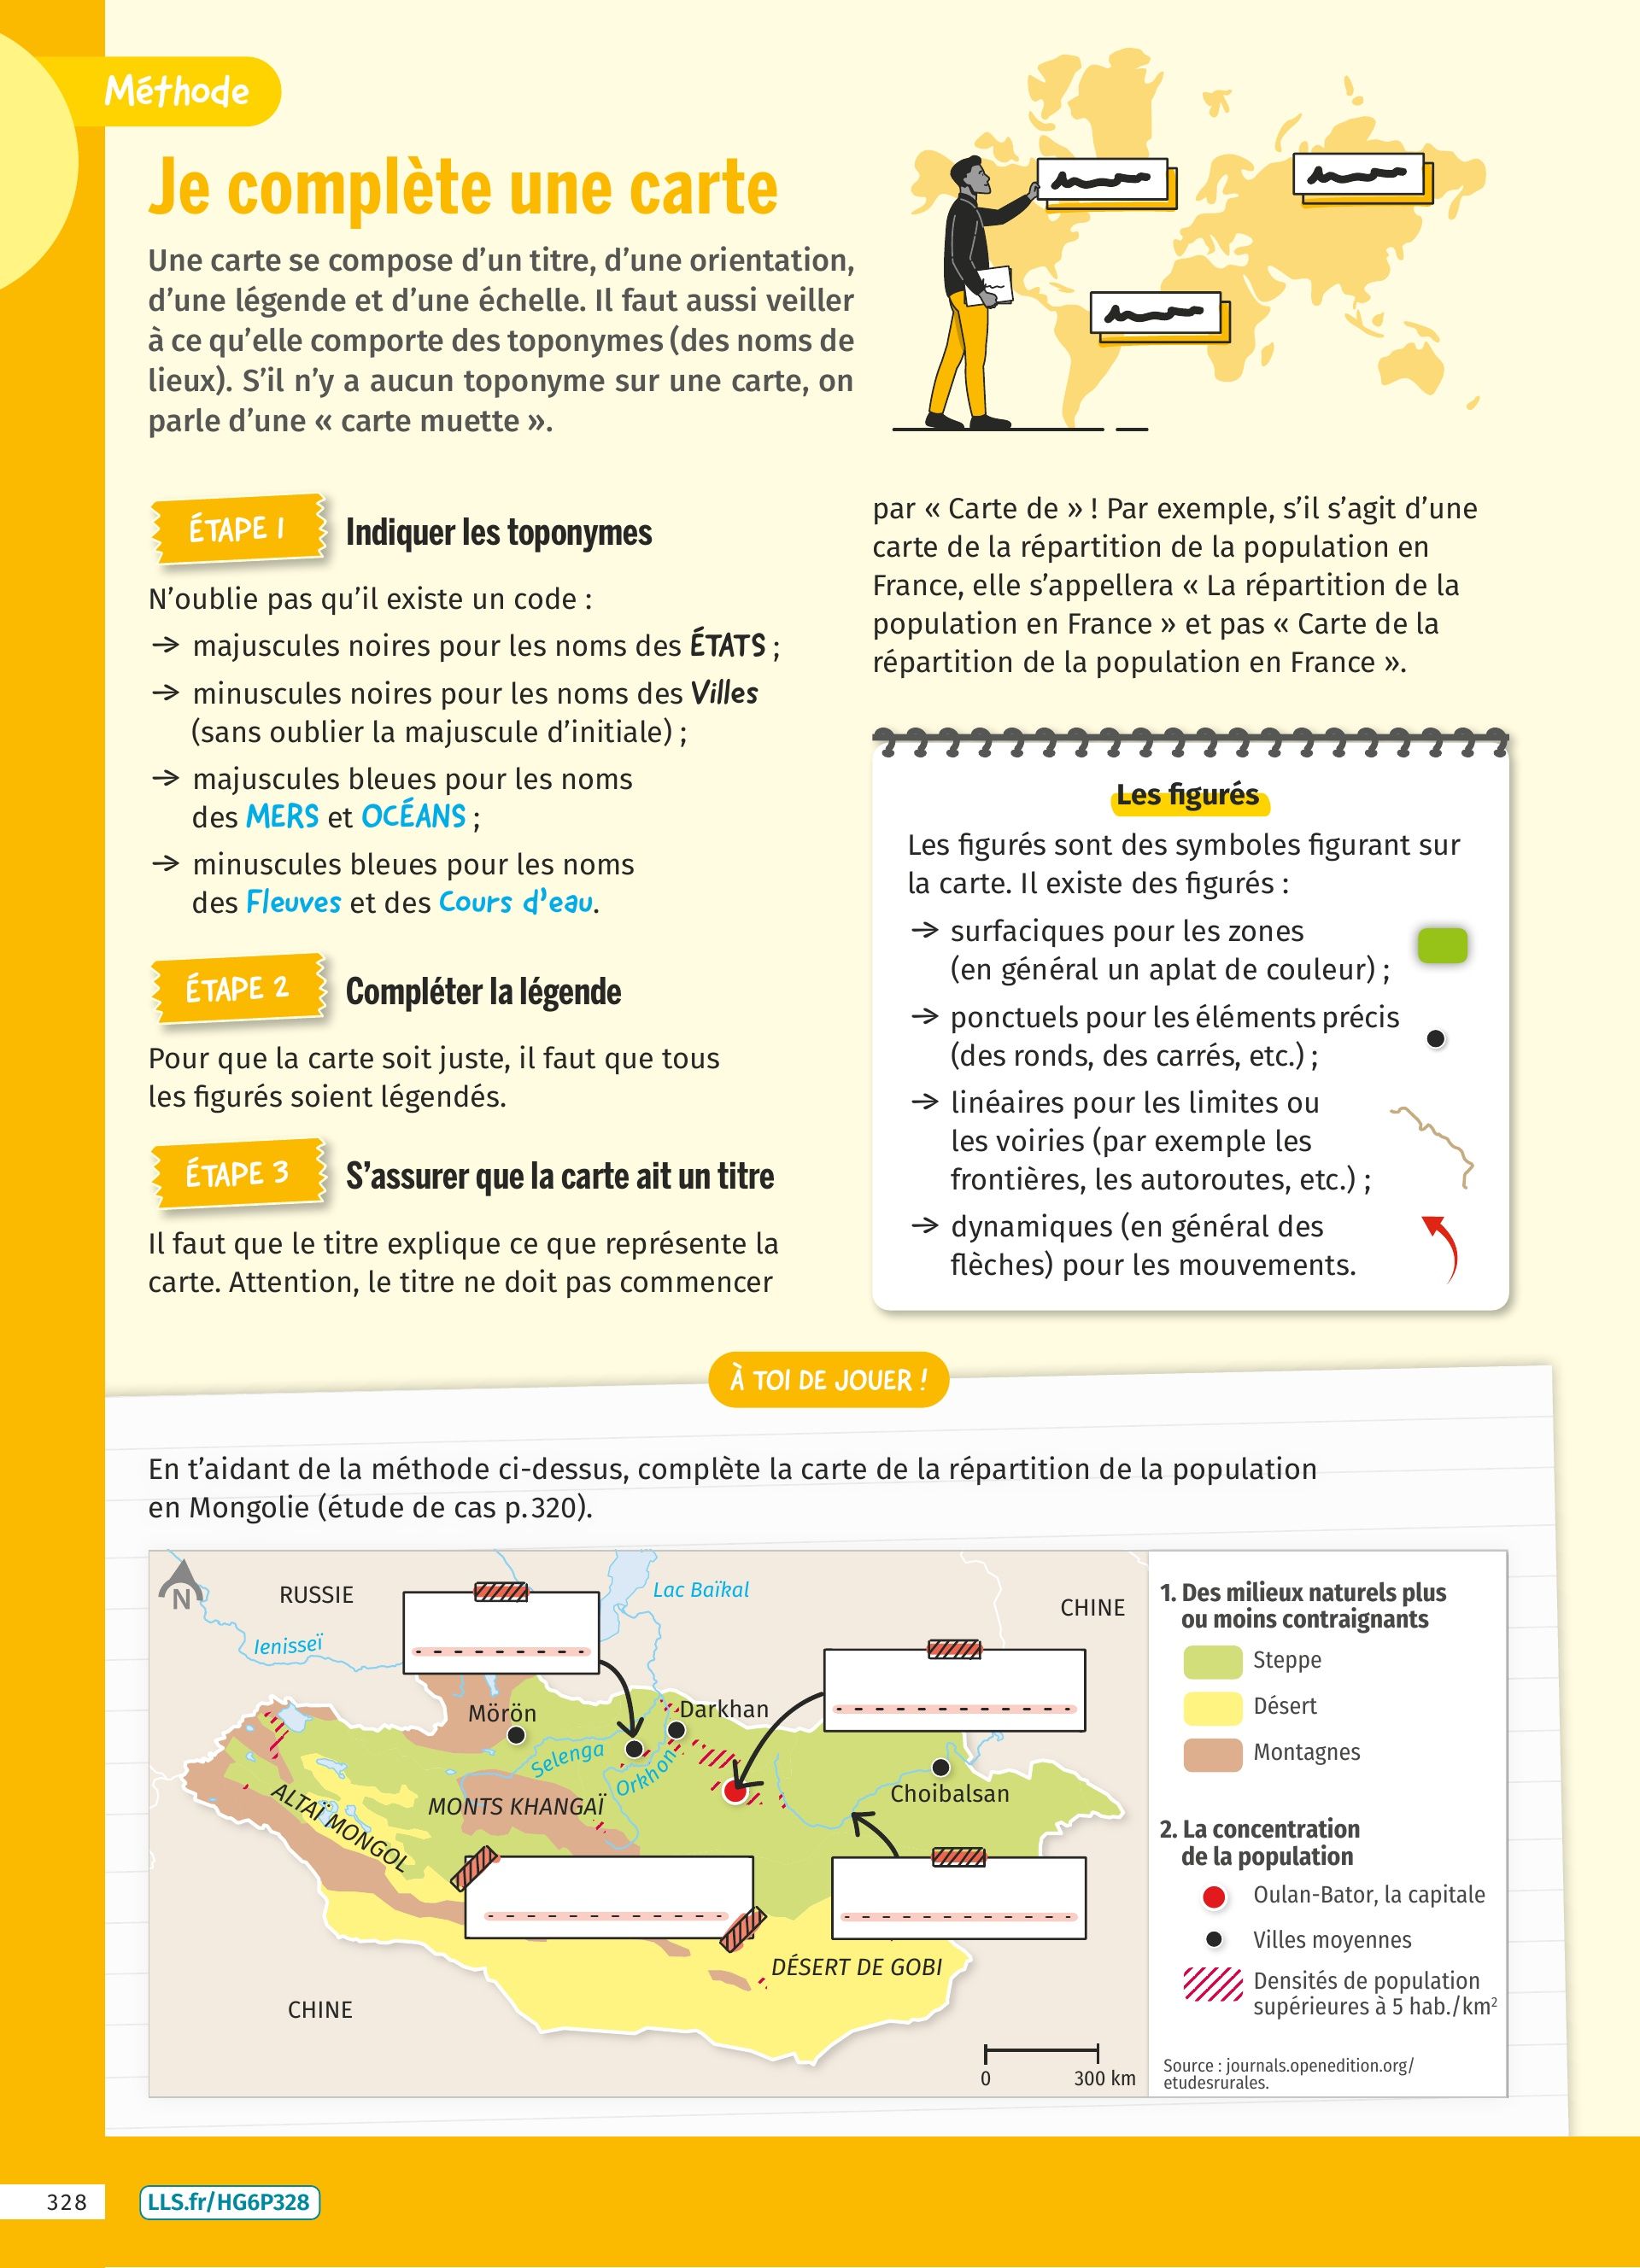 Méthode
Je complète une carte
Une carte se compose d’un titre, d’une orientation,
d’une légende et d’une échelle. Il faut aussi veiller
à ce qu’elle comporte des toponymes (des noms de
lieux). S’il n’y a aucun toponyme sur une carte, on
parle d’une « carte muette ».
ÉTAPE 1 Indiquer les toponymes
N’oublie pas qu’il existe un code :
→ majuscules noires pour les noms des ÉTATS ;
→ minuscules noires pour les noms des Villes
(sans oublier la majuscule d’initiale) ;
→ majuscules bleues pour les noms
des MERS et OCÉANS ;
→ minuscules bleues pour les noms
des Fleuves et des Cours d’eau.
ÉTAPE 2 Compléter la légende
Pour que la carte soit juste, il faut que tous
les figurés soient légendés.
ÉTAPE 3 S’assurer que la carte ait un titre
Il faut que le titre explique ce que représente la
carte. Attention, le titre ne doit pas commencer
par « Carte de » ! Par exemple, s’il s’agit d’une
carte de la répartition de la population en
France, elle s’appellera « La répartition de la
population en France » et pas « Carte de la
répartition de la population en France ».
Les figurés
Les figurés sont des symboles figurant sur
la carte. Il existe des figurés :
→ surfaciques pour les zones
(en général un aplat de couleur) ;
→ ponctuels pour les éléments précis
(des ronds, des carrés, etc.) ;
→ linéaires pour les limites ou
les voiries (par exemple les
frontières, les autoroutes, etc.) ;
→ dynamiques (en général des
flèches) pour les mouvements.
À TOI DE JOUER !
En t’aidant de la méthode ci-dessus, complète la carte de la répartition de la population
en Mongolie (étude de cas p. 320).
N
RUSSIE
Lac Baïkal
CHINE
Ienisseï
Mörön
Darkhan
Selenga
Orkhon
Choibalsan
ALTAÏ MONGOL
MONTS KHANGAÏ
DÉSERT DE GOBI
CHINE
0 300 km
1. Des milieux naturels plus
ou moins contraignants
Steppe
Désert
Montagnes
2. La concentration
de la population
Oulan-Bator, la capitale
Villes moyennes
Densités de population
supérieures à 5 hab./km²
Source : journals.openedition.org/
etudesrurales.
328
LLS.fr/HG6P328